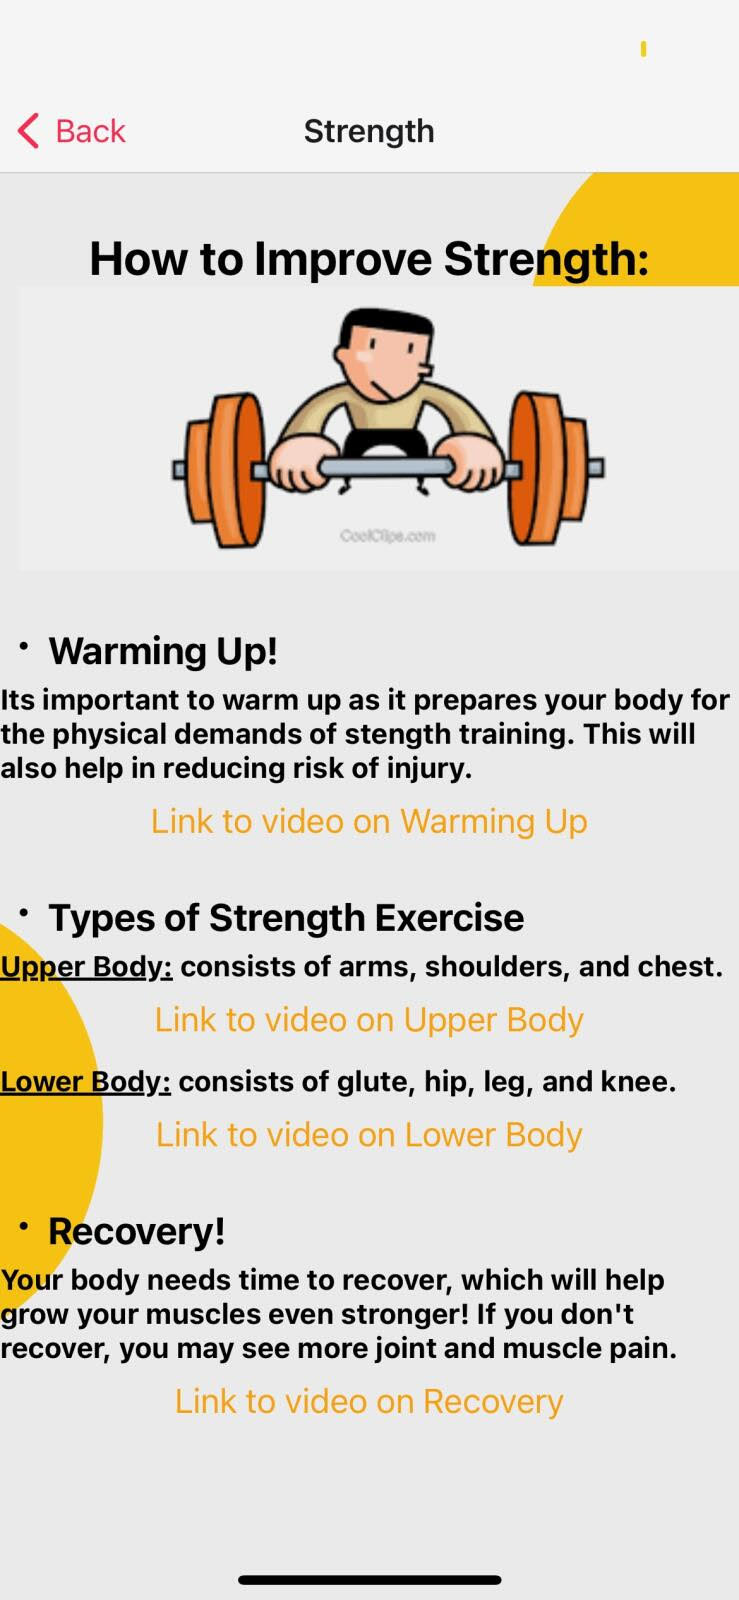 Back
Strength
How to Improve Strength:
CoolClips.com
• Warming Up!
Its important to warm up as it prepares your body for
the physical demands of stength training. This will
also help in reducing risk of injury.
Link to video on Warming Up
• Types of Strength Exercise
Upper Body: consists of arms, shoulders, and chest.
Link to video on Upper Body
Lower Body: consists of glute, hip, leg, and knee.
Link to video on Lower Body
• Recovery!
Your body needs time to recover, which will help
grow your muscles even stronger! If you don't
recover, you may see more joint and muscle pain.
Link to video on Recovery